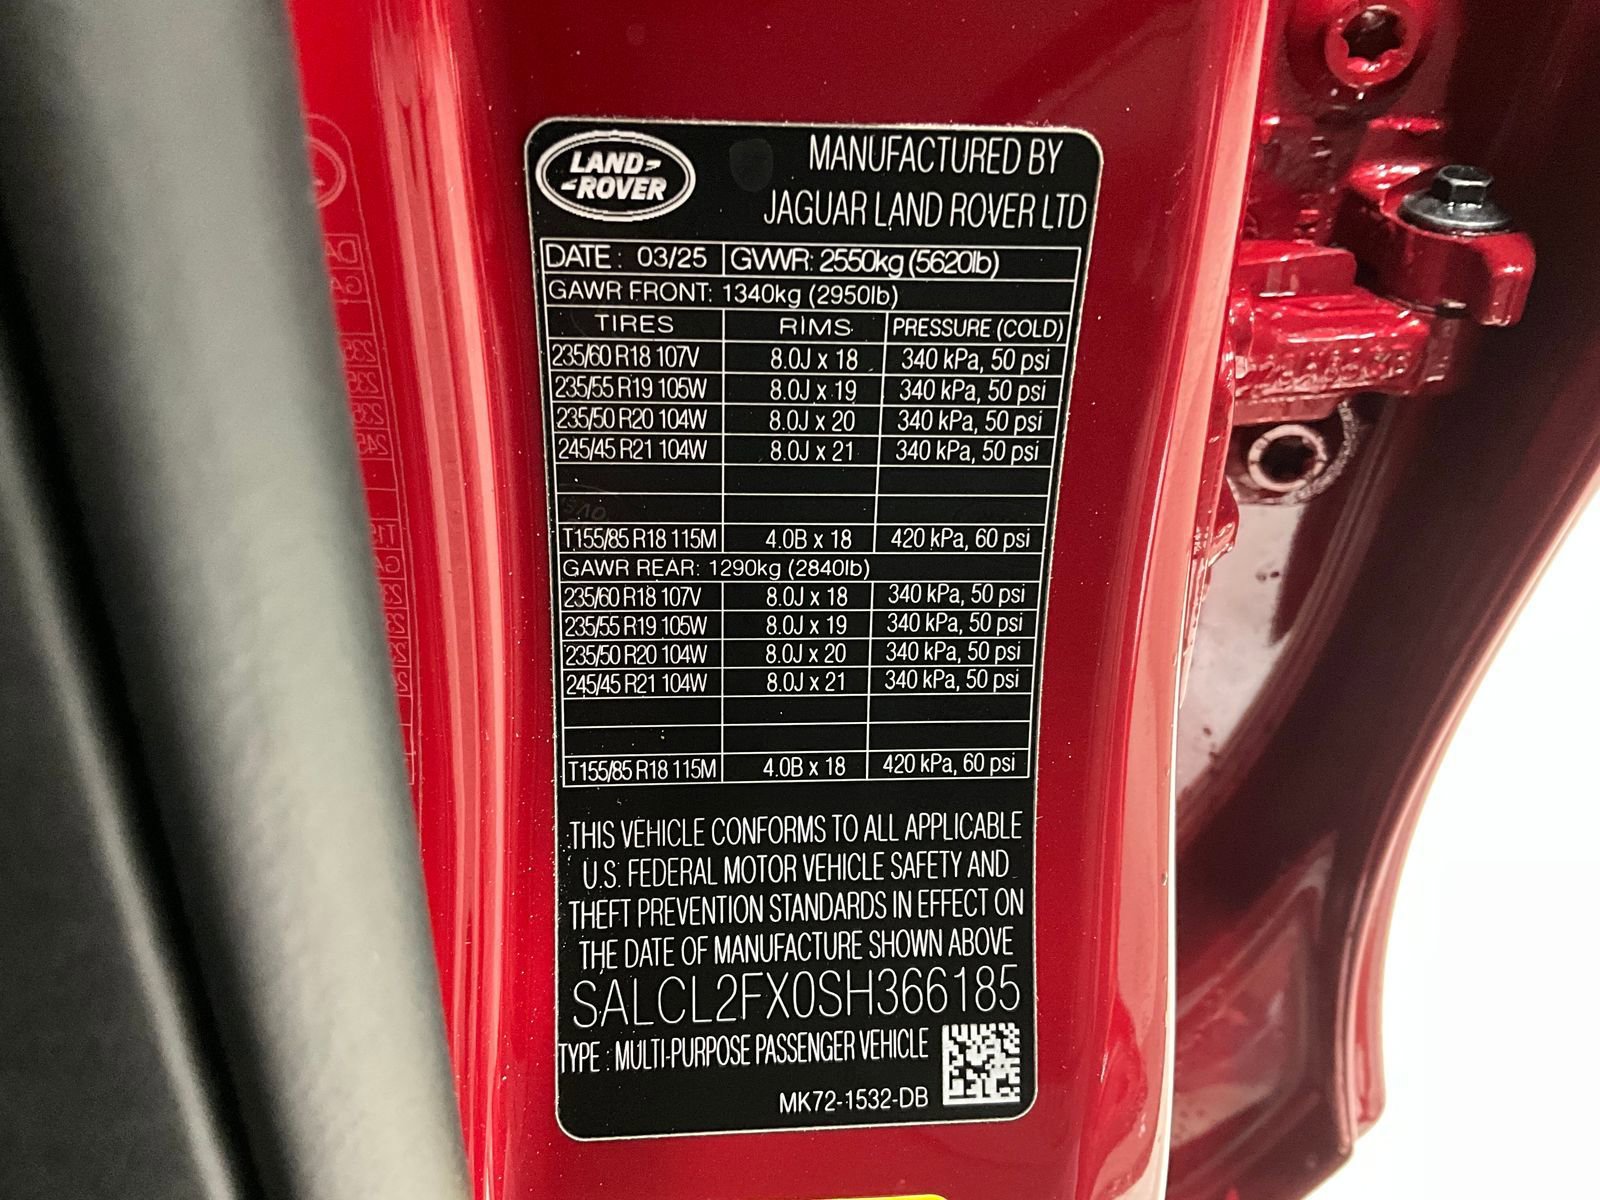 LAND
ROVER
MANUFACTURED BY
JAGUAR LAND ROVER LTD
DATE: 03/25 GVWR: 2550kg (5620lb)
GAWR FRONT: 1340kg (2950lb)
TIRES RIMS PRESSURE (COLD)
235/60 R18 107V 8.0J x 18 340 kPa, 50 psi
235/55 R19 105W 8.0J x 19 340 kPa, 50 psi
235/50 R20 104W 8.0J x 20 340 kPa, 50 psi
245/45 R21 104W 8.0J x 21 340 kPa, 50 psi
T155/85 R18 115M 4.0B x 18 420 kPa, 60 psi
GAWR REAR: 1290kg (2840lb)
235/60 R18 107V 8.0J x 18 340 kPa, 50 psi
235/55 R19 105W 8.0J x 19 340 kPa, 50 psi
235/50 R20 104W 8.0J x 20 340 kPa, 50 psi
245/45 R21 104W 8.0J x 21 340 kPa, 50 psi
T155/85 R18 115M 4.0B x 18 420 kPa, 60 psi
THIS VEHICLE CONFORMS TO ALL APPLICABLE
U.S. FEDERAL MOTOR VEHICLE SAFETY AND
THEFT PREVENTION STANDARDS IN EFFECT ON
THE DATE OF MANUFACTURE SHOWN ABOVE
SALCL2FX0SH366185
TYPE : MULTI-PURPOSE PASSENGER VEHICLE
MK72-1532-DB